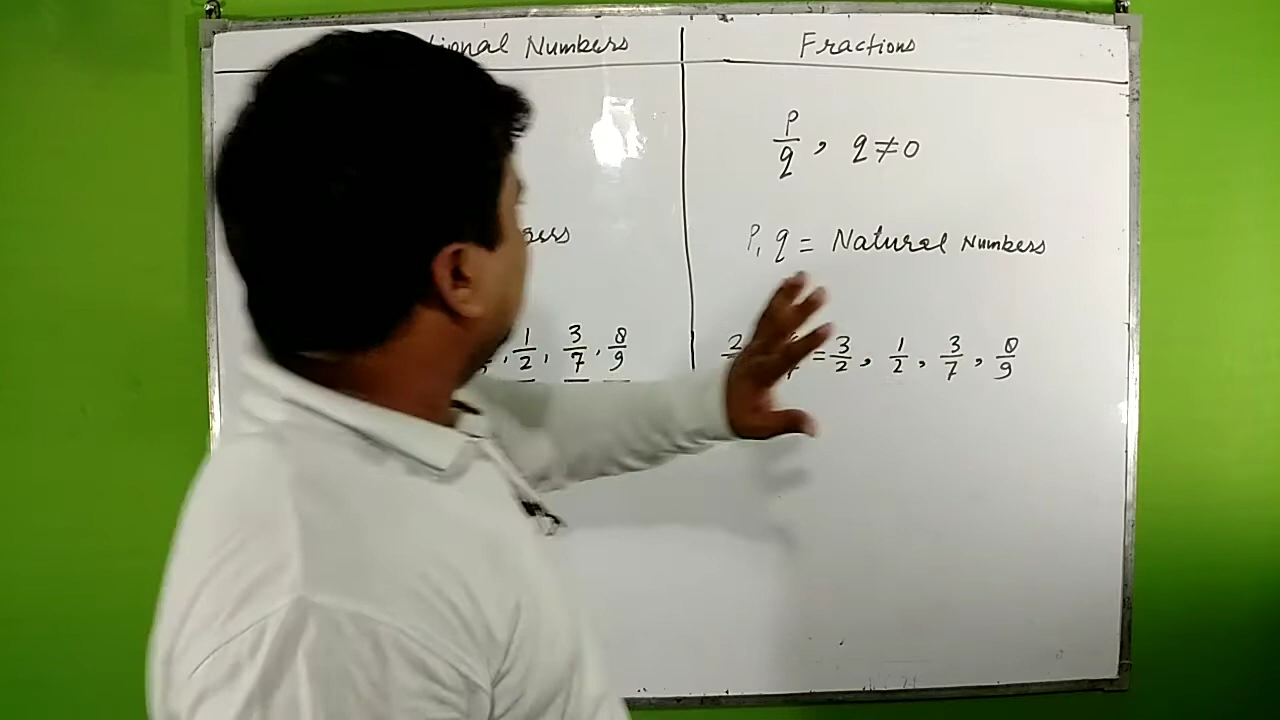 tional Numbers
Fractions
P/q, q≠0
P, q = Natural Numbers
, 1/2, 3/7, 8/9
2 = 3/2, 1/2, 3/7, 8/9